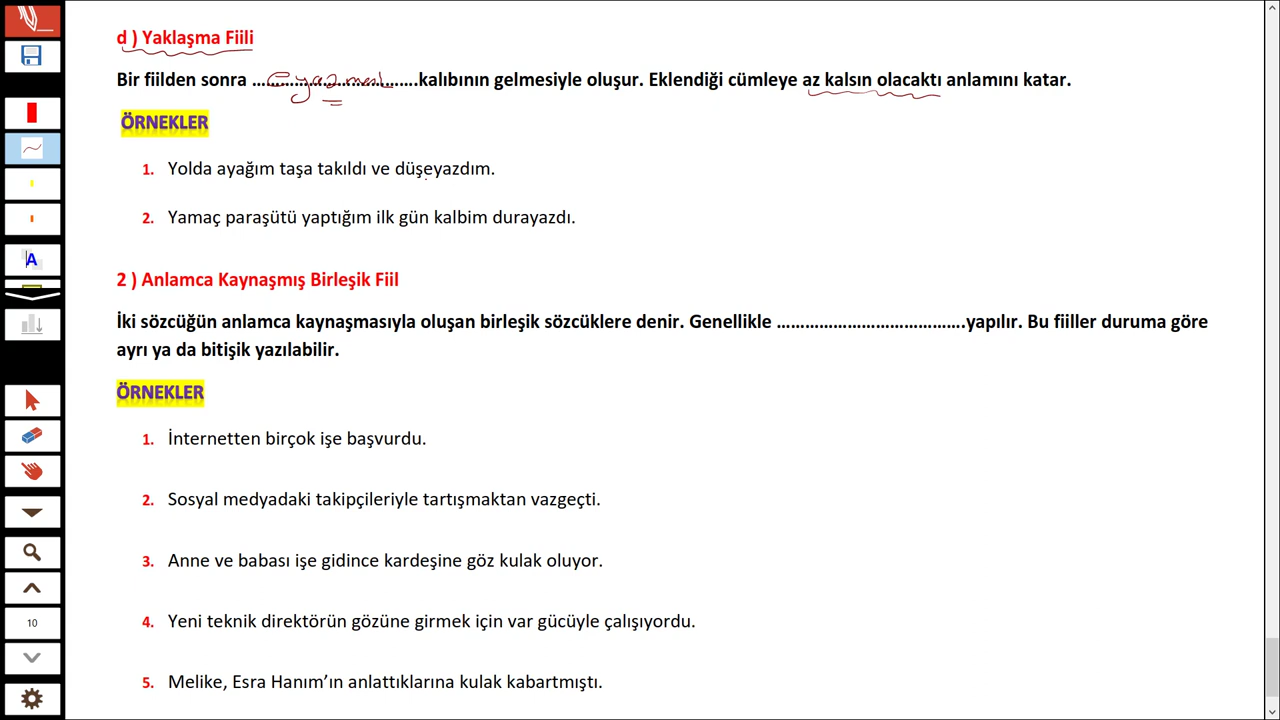 d ) Yaklaşma Fiili
Bir fiilden sonra ........................kalıbının gelmesiyle oluşur. Eklendiği cümleye az kalsın olacaktı anlamını katar.
ÖRNEKLER
1. Yolda ayağım taşa takıldı ve düşeyazdım.
2. Yamaç paraşütü yaptığım ilk gün kalbim durayazdı.
2 ) Anlamca Kaynaşmış Birleşik Fiil
İki sözcüğün anlamca kaynaşmasıyla oluşan birleşik sözcüklere denir. Genellikle ………………………………….yapılır. Bu fiiller duruma göre
ayrı ya da bitişik yazılabilir.
ÖRNEKLER
1. İnternetten birçok işe başvurdu.
2. Sosyal medyadaki takipçileriyle tartışmaktan vazgeçti.
3. Anne ve babası işe gidince kardeşine göz kulak oluyor.
4. Yeni teknik direktörün gözüne girmek için var gücüyle çalışıyordu.
5. Melike, Esra Hanım’ın anlattıklarına kulak kabartmıştı.
A
10